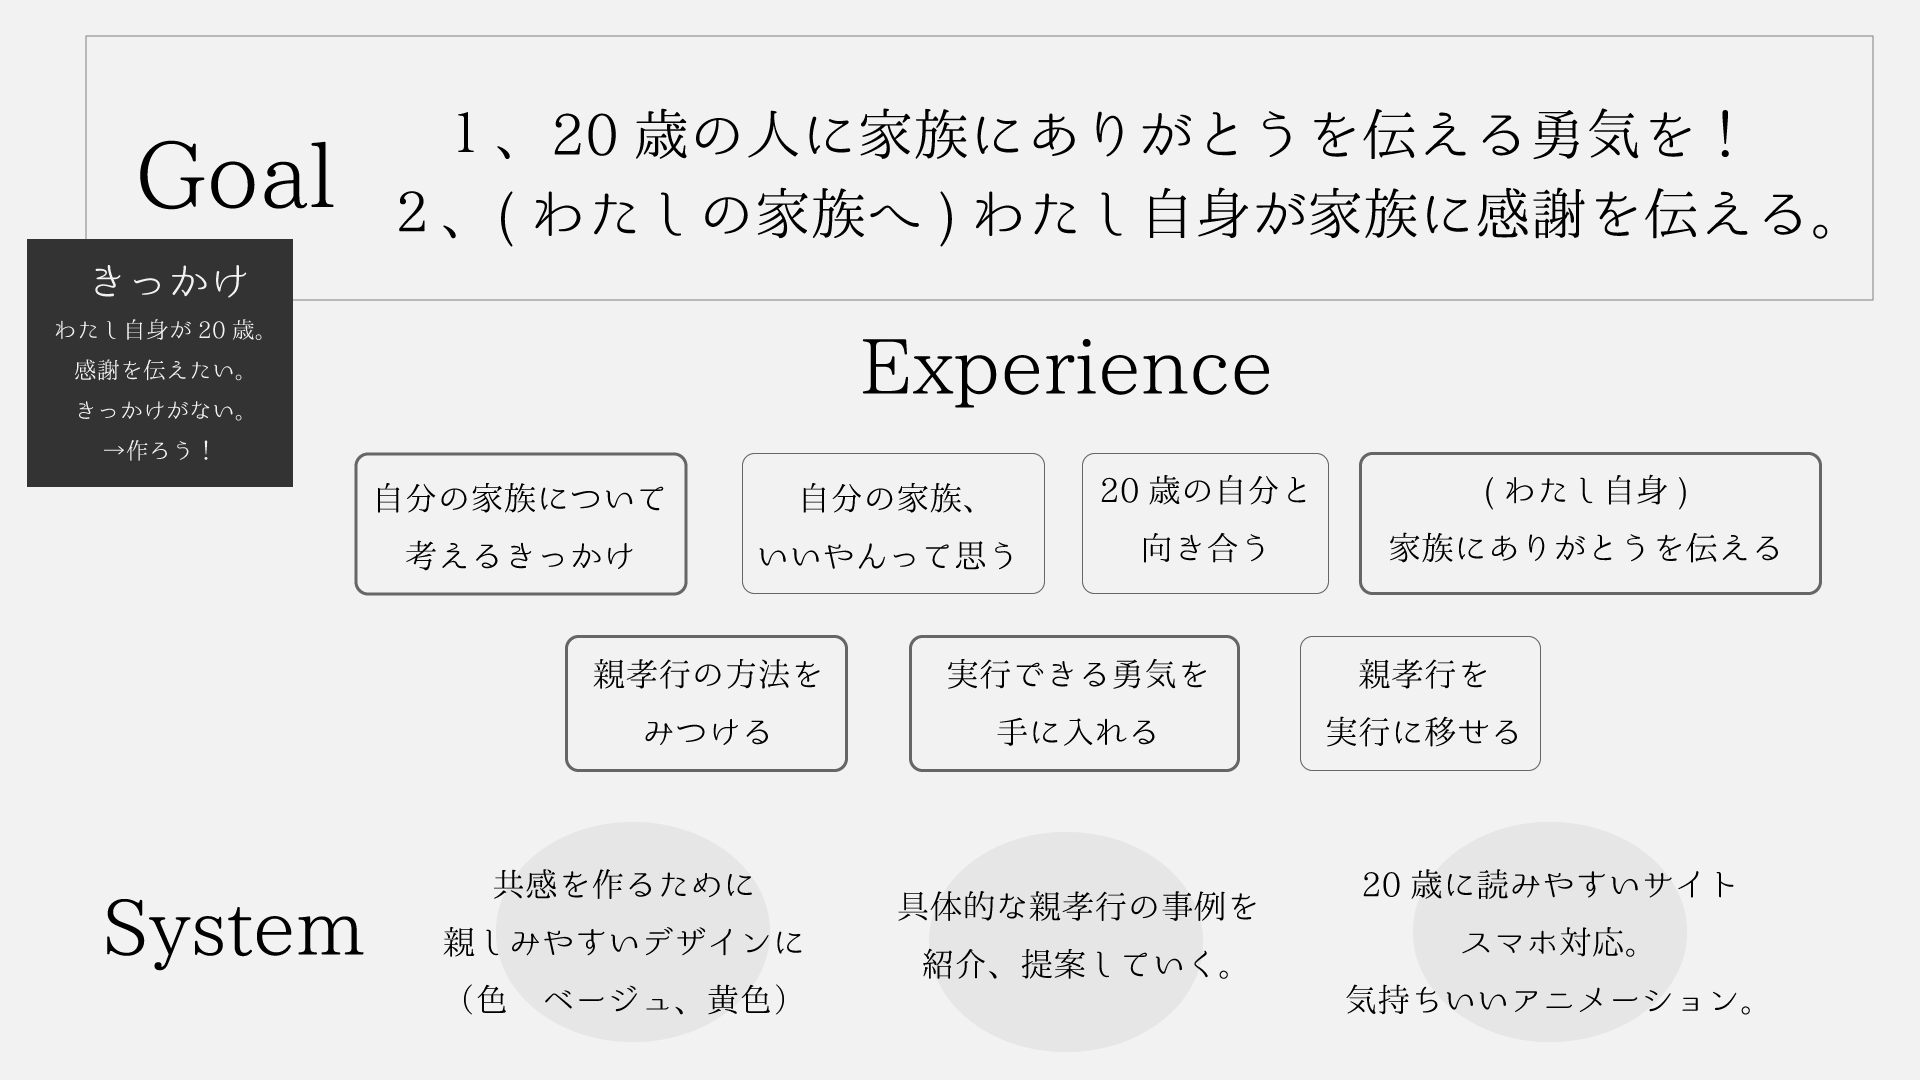 Goal
１、20 歳の人に家族にありがとうを伝える勇気を！
２、( わたしの家族へ ) わたし自身が家族に感謝を伝える。
きっかけ
わたし自身が 20 歳。
感謝を伝えたい。
きっかけがない。
→作ろう！
Experience
自分の家族について
考えるきっかけ
自分の家族、
いいやんって思う
20 歳の自分と
向き合う
( わたし自身 )
家族にありがとうを伝える
親孝行の方法を
みつける
実行できる勇気を
手に入れる
親孝行を
実行に移せる
System
共感を作るために
親しみやすいデザインに
（色　ベージュ、黄色）
具体的な親孝行の事例を
紹介、提案していく。
20 歳に読みやすいサイト
スマホ対応。
気持ちいいアニメーション。